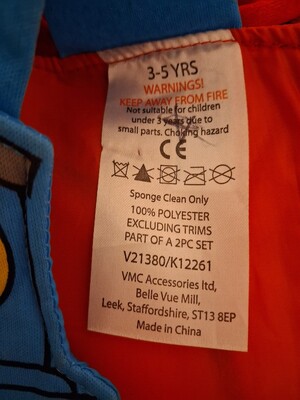 3-5 YRS
WARNINGS!
KEEP AWAY FROM FIRE
Not suitable for children
under 3 years due to
small parts. Choking hazard
CE
Sponge Clean Only
100% POLYESTER
EXCLUDING TRIMS
PART OF A 2PC SET
V21380/K12261
VMC Accessories ltd,
Belle Vue Mill,
Leek, Staffordshire, ST13 8EP
Made in China